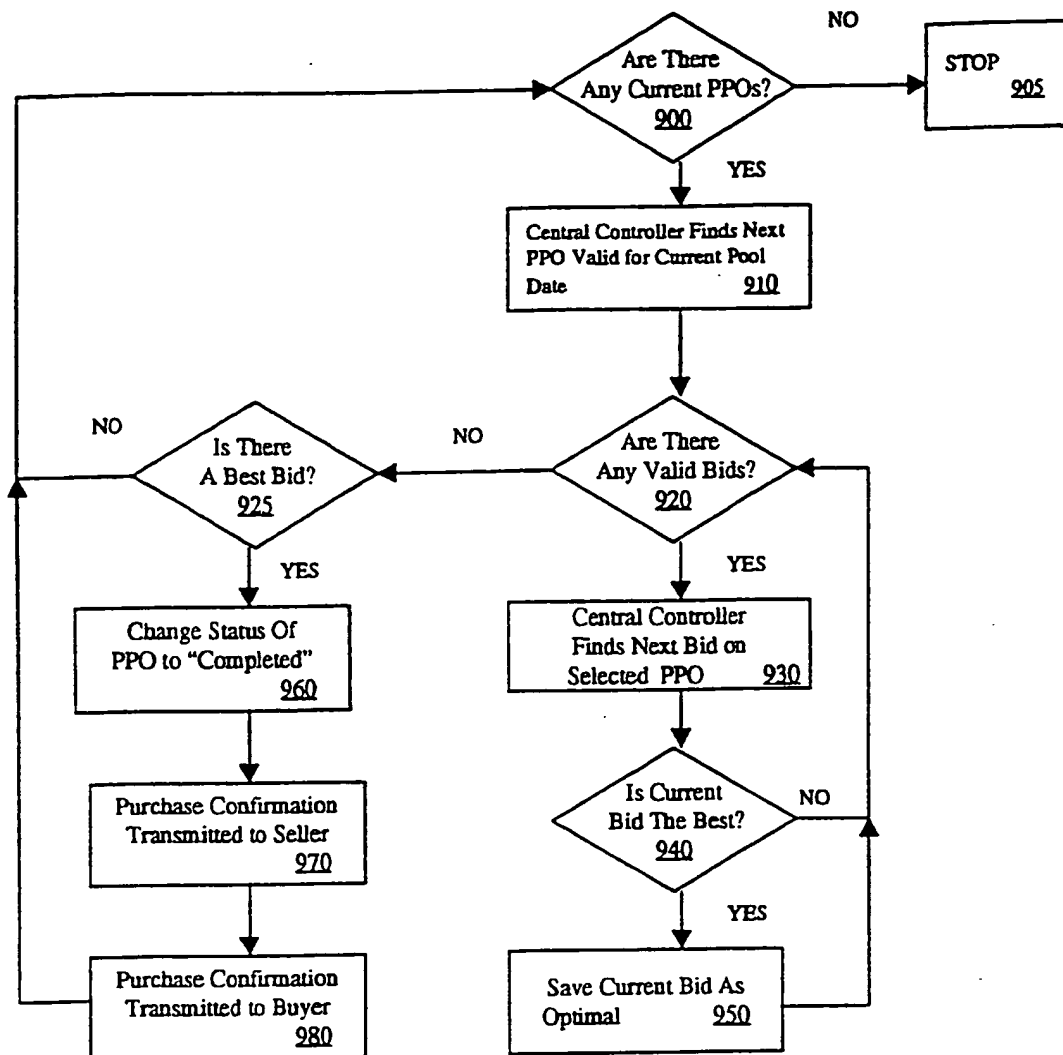 NO
Are There
Any Current PPOs?
900
STOP
905
YES
Central Controller Finds Next
PPO Valid for Current Pool
Date 910
NO
Is There
A Best Bid?
925
NO
Are There
Any Valid Bids?
920
YES
Change Status Of
PPO to “Completed”
960
YES
Central Controller
Finds Next Bid on
Selected PPO 930
Purchase Confirmation
Transmitted to Seller
970
Is Current
Bid The Best?
940
NO
YES
Purchase Confirmation
Transmitted to Buyer
980
Save Current Bid As
Optimal 950